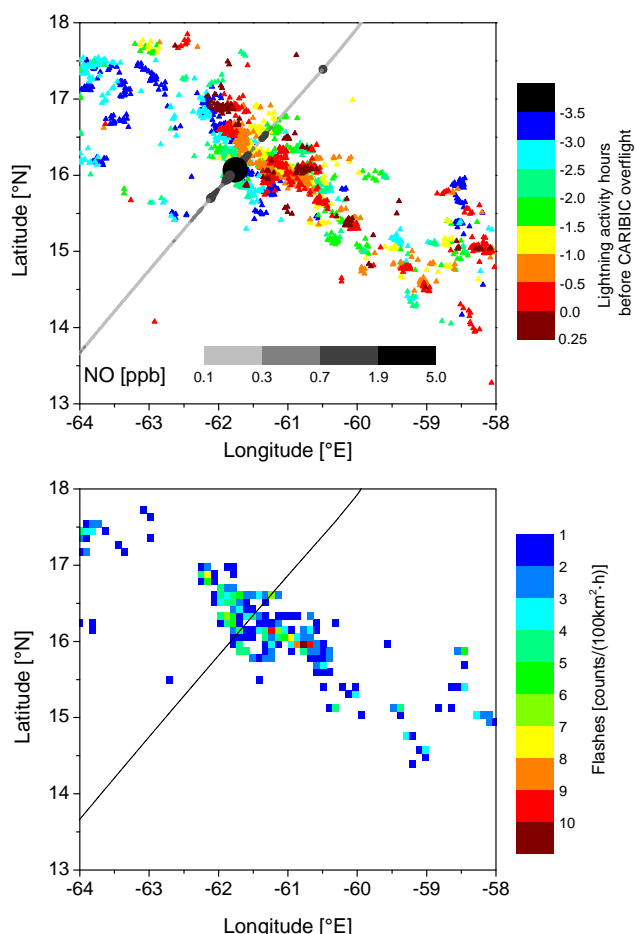 18
17
16
15
14
13
Latitude [°N]
NO [ppb]
0.1 0.3 0.7 1.9 5.0
-64 -63 -62 -61 -60 -59 -58
Longitude [°E]
-3.5
-3.0
-2.5
-2.0
-1.5
-1.0
-0.5
0.0
0.25
Lightning activity hours
before CARIBIC overflight
18
17
16
15
14
13
Latitude [°N]
-64 -63 -62 -61 -60 -59 -58
Longitude [°E]
1
2
3
4
5
6
7
8
9
10
Flashes [counts/(100km²·h)]